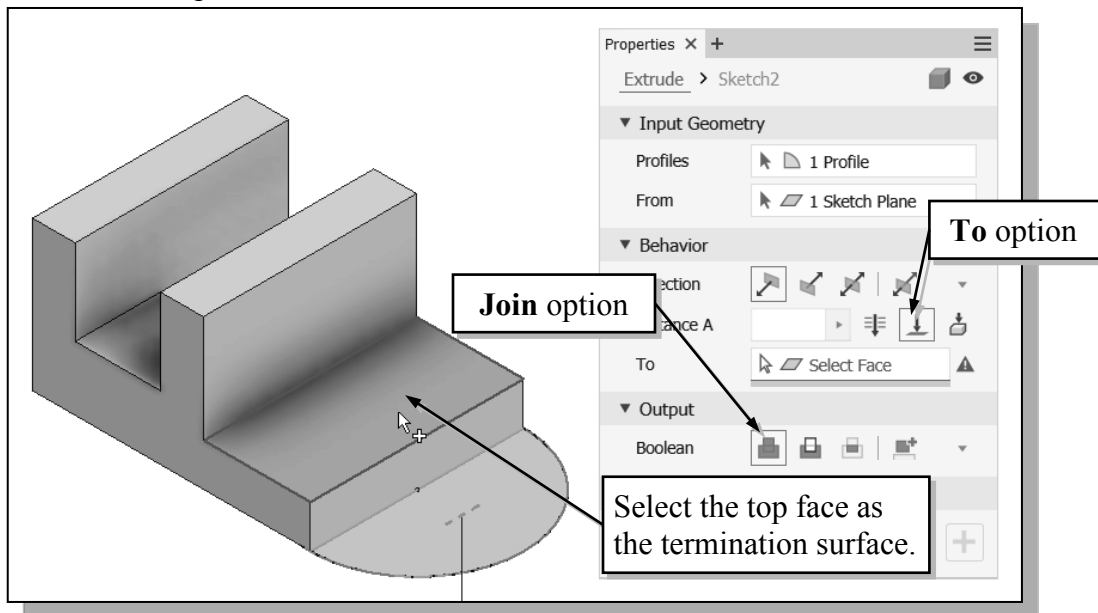 Properties × +
Extrude > Sketch2
▼ Input Geometry
Profiles 1 Profile
From 1 Sketch Plane
To option
▼ Behavior
Join option
To Select Face
▼ Output
Boolean
Select the top face as
the termination surface.